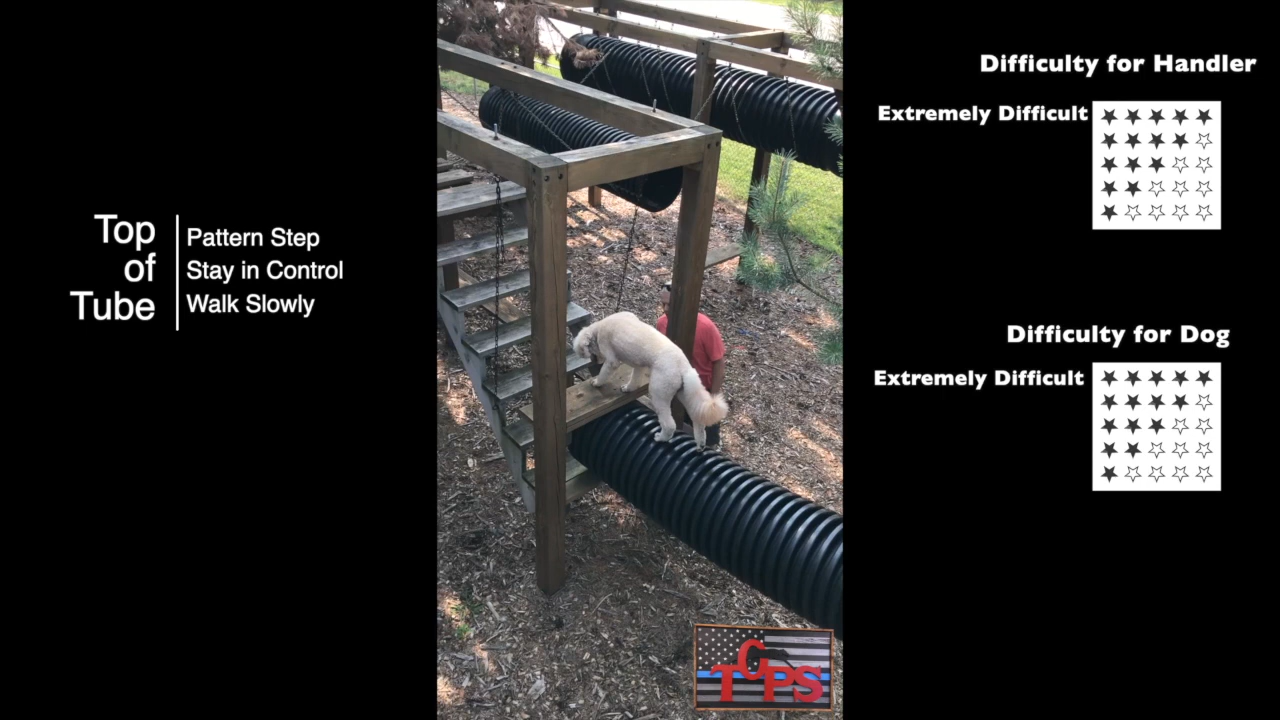 Top
of
Tube
Pattern Step
Stay in Control
Walk Slowly
Difficulty for Handler
Extremely Difficult
Difficulty for Dog
Extremely Difficult
TCPS